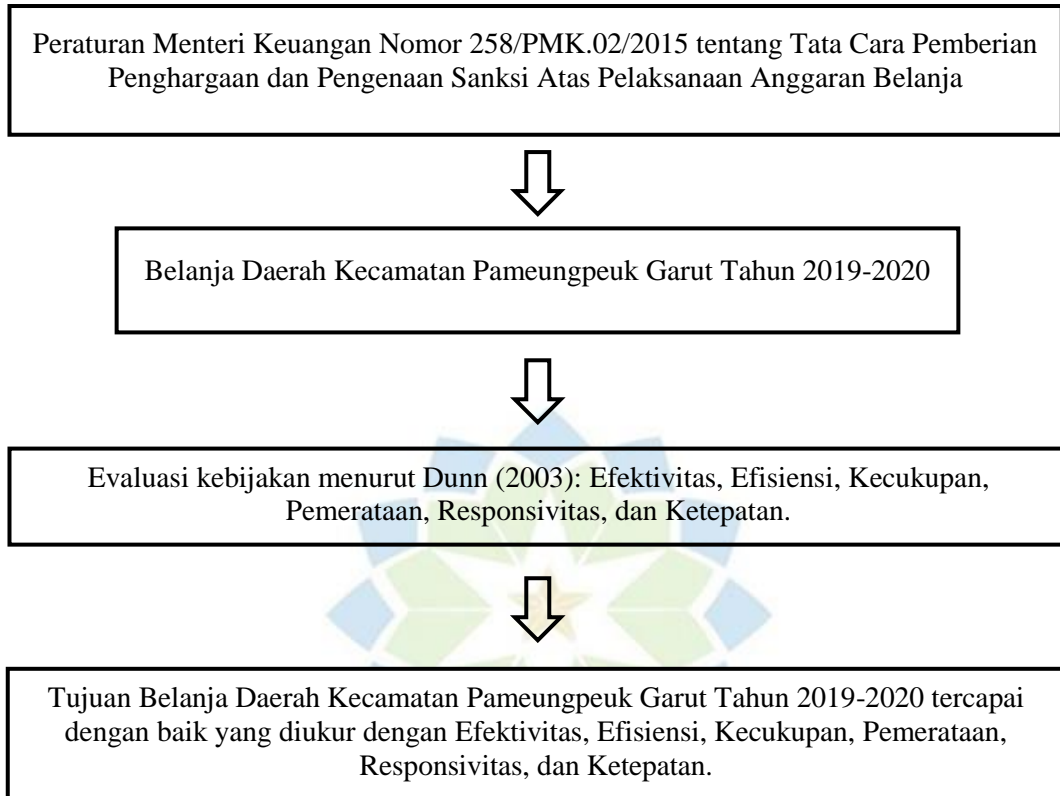 Peraturan Menteri Keuangan Nomor 258/PMK.02/2015 tentang Tata Cara Pemberian
Penghargaan dan Pengenaan Sanksi Atas Pelaksanaan Anggaran Belanja
Belanja Daerah Kecamatan Pameungpeuk Garut Tahun 2019-2020
Evaluasi kebijakan menurut Dunn (2003): Efektivitas, Efisiensi, Kecukupan,
Pemerataan, Responsivitas, dan Ketepatan.
Tujuan Belanja Daerah Kecamatan Pameungpeuk Garut Tahun 2019-2020 tercapai
dengan baik yang diukur dengan Efektivitas, Efisiensi, Kecukupan, Pemerataan,
Responsivitas, dan Ketepatan.